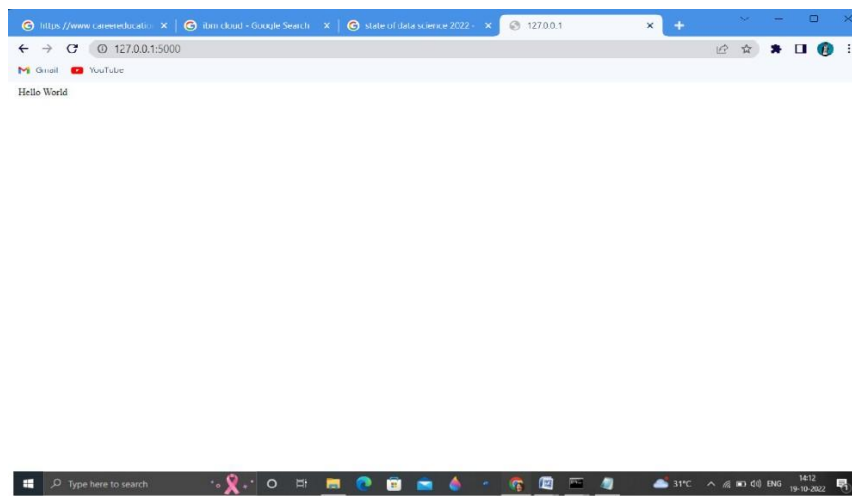 https://www.careereducatio
ibm cloud - Google Search
state of data science 2022 -
127.0.0.1
127.0.0.1:5000
Gmail
YouTube
Hello World
Type here to search
31°C
ENG
14:12
19-10-2022